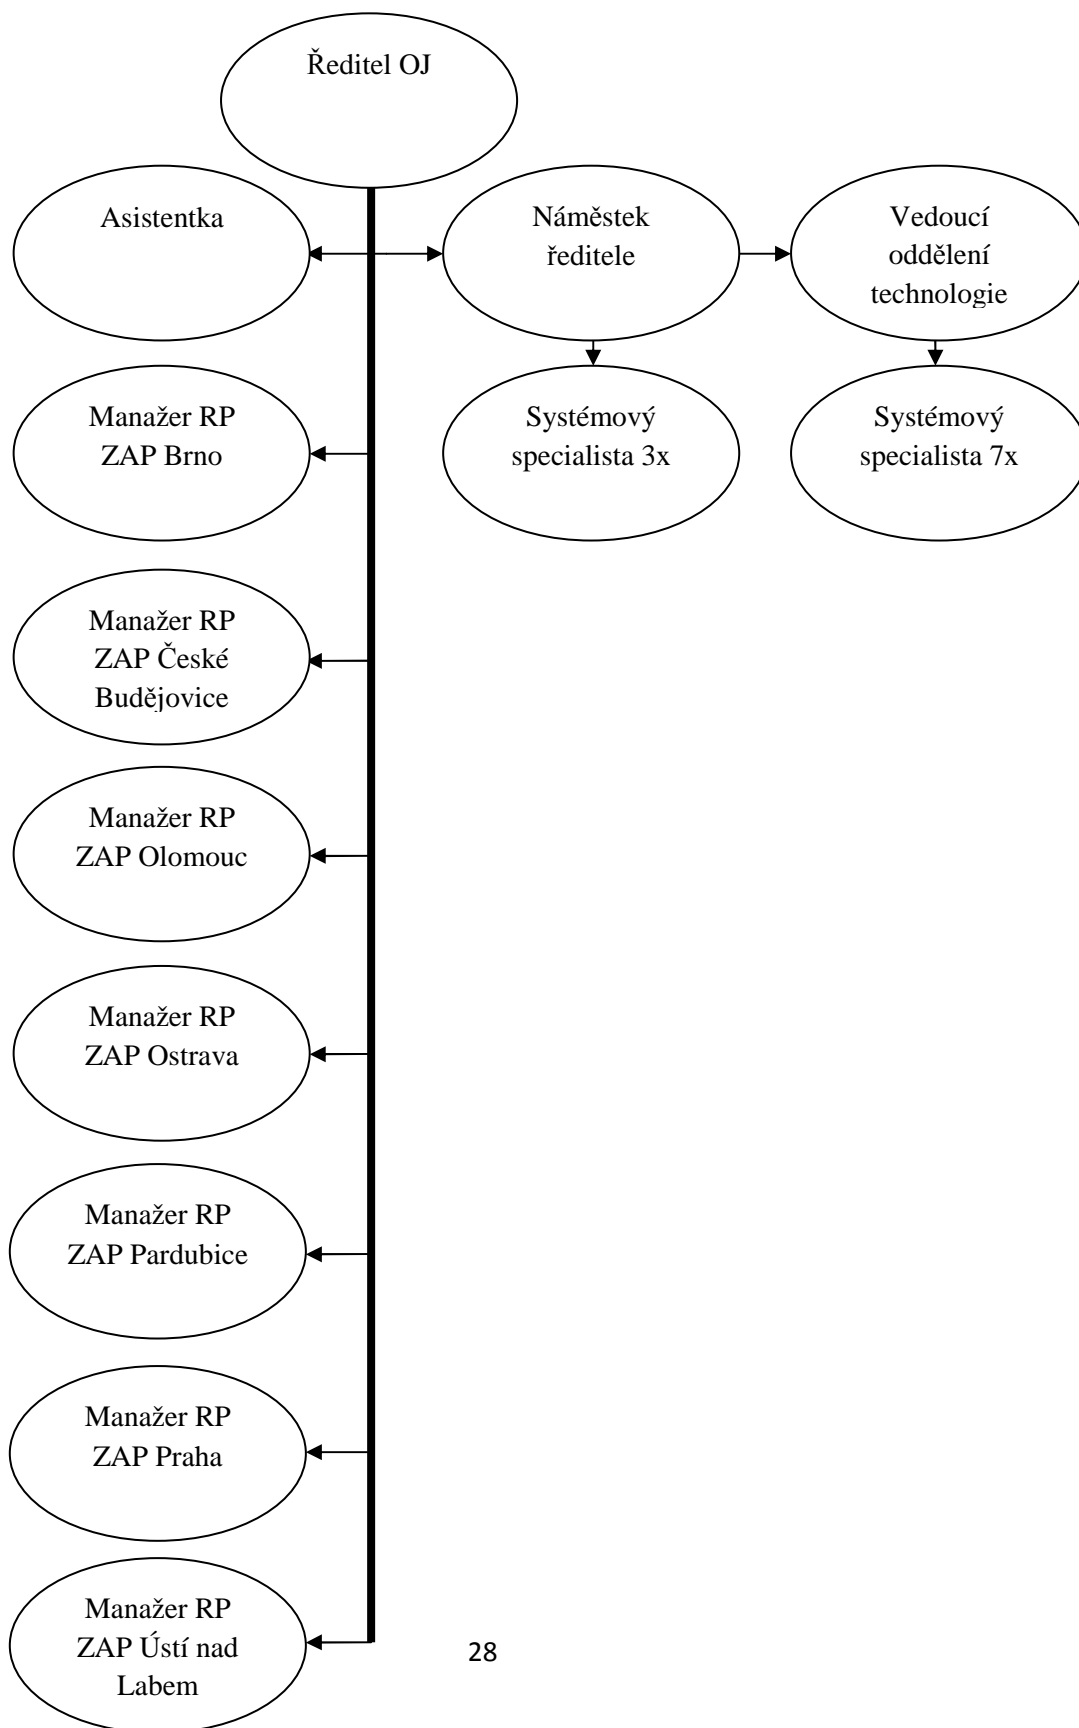 Ředitel OJ
Asistentka
Náměstek
ředitele
Vedoucí
oddělení
technologie
Manažer RP
ZAP Brno
Systémový
specialista 3x
Systémový
specialista 7x
Manažer RP
ZAP České
Budějovice
Manažer RP
ZAP Olomouc
Manažer RP
ZAP Ostrava
Manažer RP
ZAP Pardubice
Manažer RP
ZAP Praha
Manažer RP
ZAP Ústí nad
Labem
28